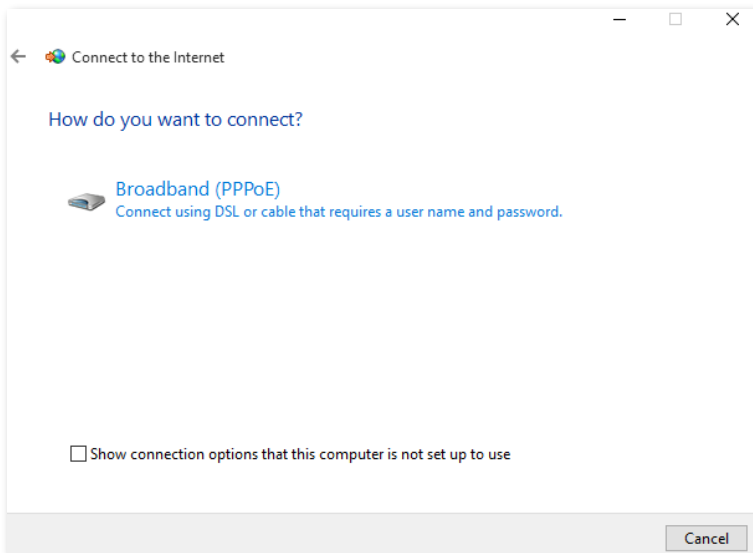 Connect to the Internet
How do you want to connect?
Broadband (PPPoE)
Connect using DSL or cable that requires a user name and password.
Show connection options that this computer is not set up to use
Cancel